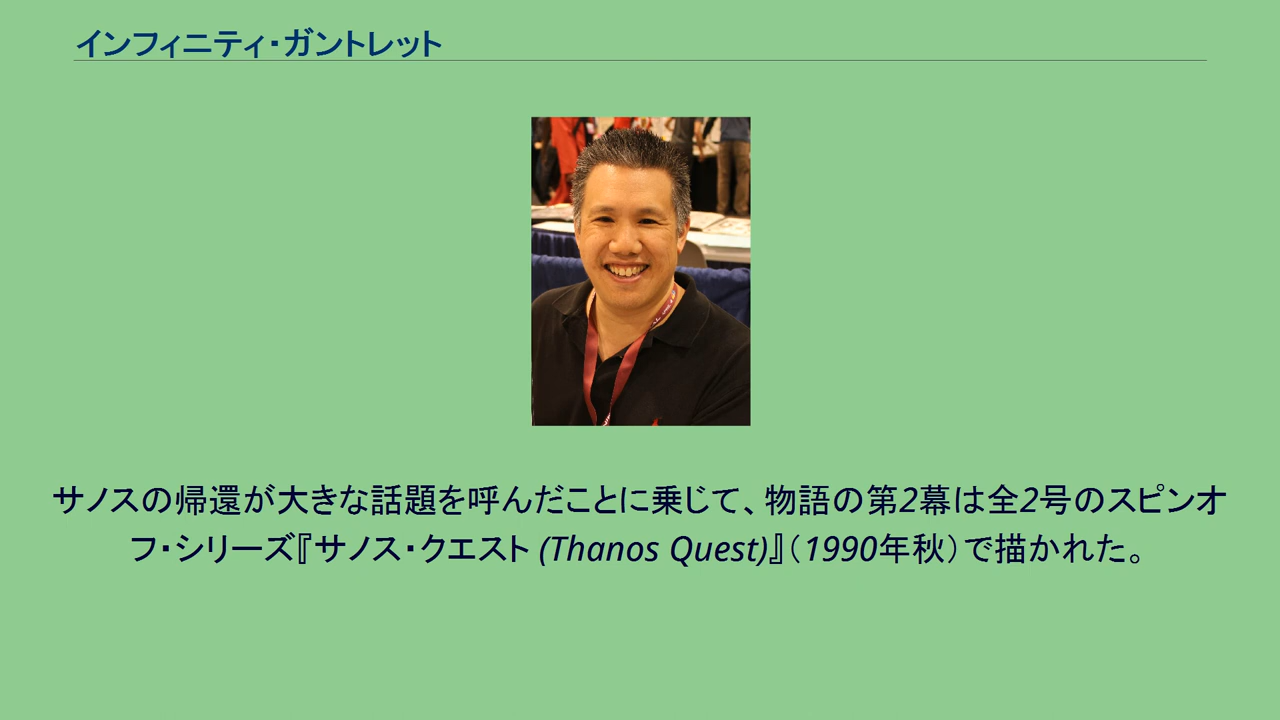 インフィニティ・ガントレット
サノスの帰還が大きな話題を呼んだことに乗じて、物語の第2幕は全2号のスピンオ
フ・シリーズ『サノス・クエスト (Thanos Quest)』（1990年秋）で描かれた。